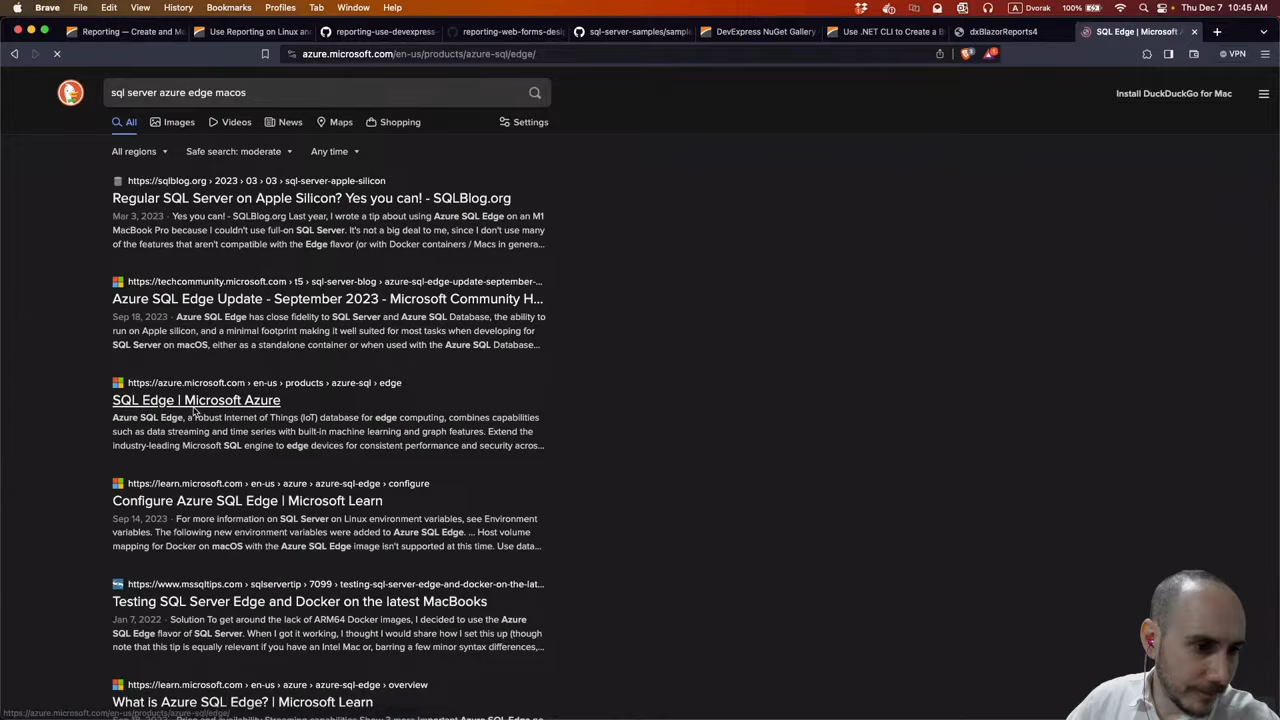 Brave File Edit View History Bookmarks Profiles Tab Window Help
A Dvorak 100% Thu Dec 7 10:45 AM
Reporting — Create and M
Use Reporting on Linux an
reporting-use-devexpress-
reporting-web-forms-desi
sql-server-samples/sampl
DevExpress NuGet Gallery
Use .NET CLI to Create a B
dxBlazorReports4
SQL Edge | Microsoft A
azure.microsoft.com/en-us/products/azure-sql/edge/
VPN
sql server azure edge macos
Install DuckDuckGo for Mac
All Images Videos News Maps Shopping Settings
All regions Safe search: moderate Any time
https://sqlblog.org › 2023 › 03 › 03 › sql-server-apple-silicon
Regular SQL Server on Apple Silicon? Yes you can! - SQLBlog.org
Mar 3, 2023 · Yes you can! - SQLBlog.org Last year, I wrote a tip about using Azure SQL Edge on an M1
MacBook Pro because I couldn't use full-on SQL Server. It's not a big deal to me, since I don't use many
of the features that aren't compatible with the Edge flavor (or with Docker containers / Macs in genera...
https://techcommunity.microsoft.com › t5 › sql-server-blog › azure-sql-edge-update-september-...
Azure SQL Edge Update - September 2023 - Microsoft Community H...
Sep 18, 2023 · Azure SQL Edge has close fidelity to SQL Server and Azure SQL Database, the ability to
run on Apple silicon, and a minimal footprint making it well suited for most tasks when developing for
SQL Server on macOS, either as a standalone container or when used with the Azure SQL Database...
https://azure.microsoft.com › en-us › products › azure-sql › edge
SQL Edge | Microsoft Azure
Azure SQL Edge, a robust Internet of Things (IoT) database for edge computing, combines capabilities
such as data streaming and time series with built-in machine learning and graph features. Extend the
industry-leading Microsoft SQL engine to edge devices for consistent performance and security across...
https://learn.microsoft.com › en-us › azure › azure-sql-edge › configure
Configure Azure SQL Edge | Microsoft Learn
Sep 14, 2023 · For more information on SQL Server on Linux environment variables, see Environment
variables. The following new environment variables were added to Azure SQL Edge. ... Host volume
mapping for Docker on macOS with the Azure SQL Edge image isn't supported at this time. Use data...
https://www.mssqltips.com › sqlservertip › 7099 › testing-sql-server-edge-and-docker-on-the-lat...
Testing SQL Server Edge and Docker on the latest MacBooks
Jan 7, 2022 · Solution To get around the lack of ARM64 Docker images, I decided to use the Azure
SQL Edge flavor of SQL Server. When I got it working, I thought I would share how I set this up (though
note that this tip is equally relevant if you have an Intel Mac or, barring a few minor syntax differences,...
https://learn.microsoft.com › en-us › azure › azure-sql-edge › overview
What is Azure SQL Edge? | Microsoft Learn
https://azure.microsoft.com/en-us/products/azure-sql/edge/